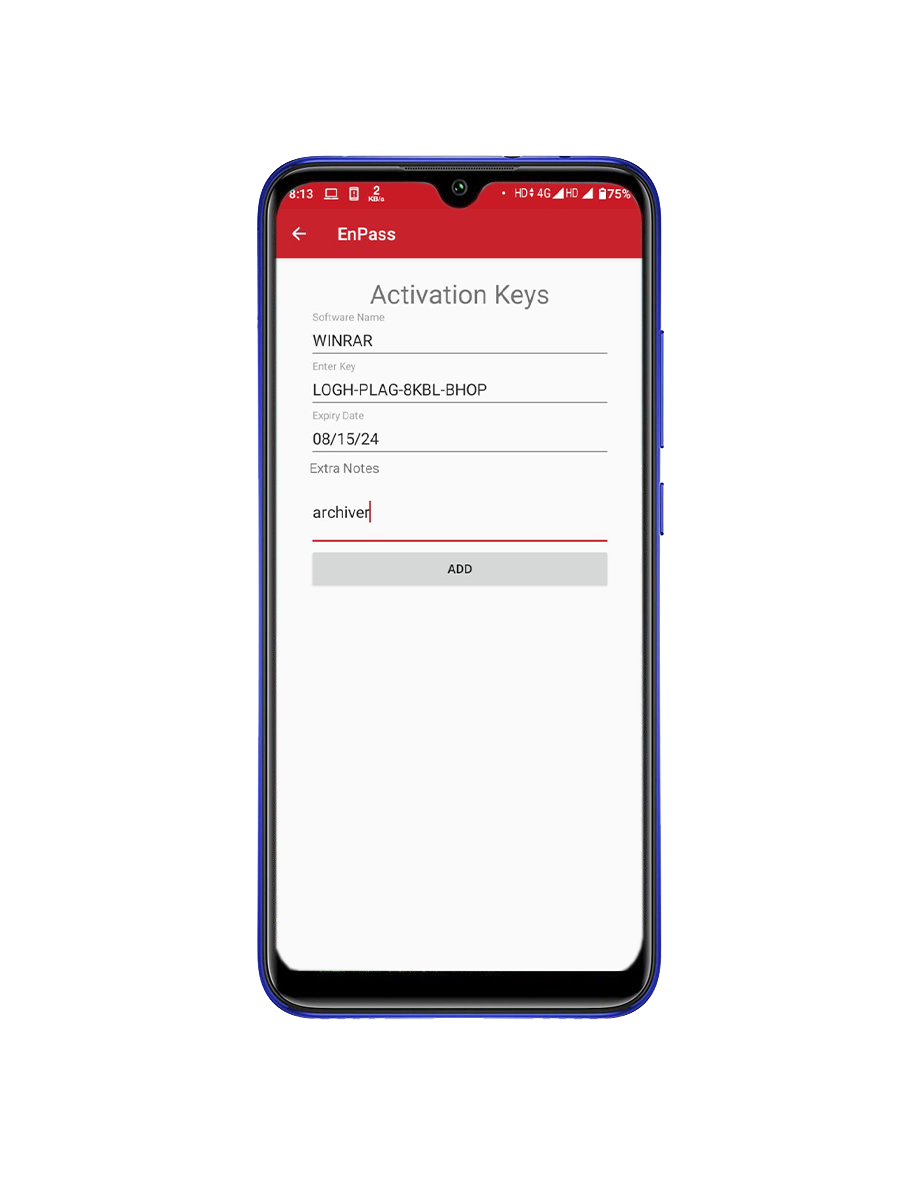 8:13 2 KB/s HD 4G HD 75%
EnPass
Activation Keys
Software Name
WINRAR
Enter Key
LOGH-PLAG-8KBL-BHOP
Expiry Date
08/15/24
Extra Notes
archiver
ADD